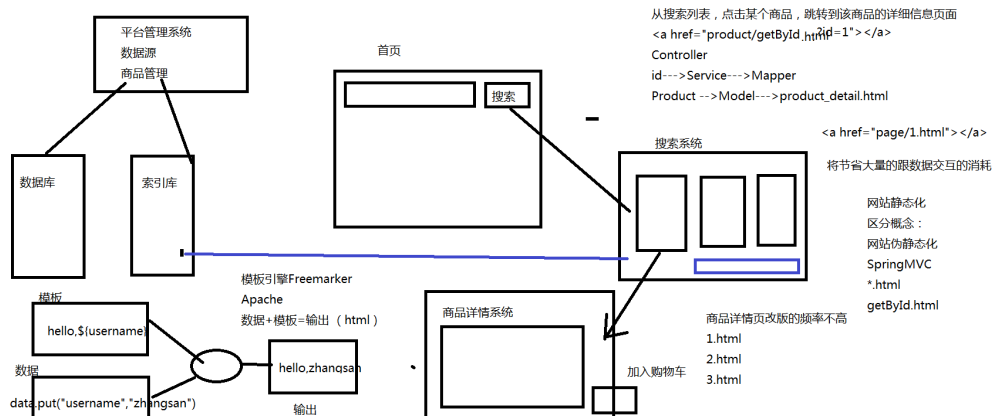 平台管理系统
数据源
商品管理
数据库
索引库
首页
搜索
从搜索列表，点击某个商品，跳转到该商品的详细信息页面
<a href="product/getById.html?id=1"></a>
Controller
id--->Service--->Mapper
Product -->Model--->product_detail.html
<a href="page/1.html"></a>
搜索系统
将节省大量的跟数据交互的消耗
网站静态化
区分概念：
网站伪静态化
SpringMVC
*.html
getById.html
模板引擎Freemarker
Apache
数据+模板=输出（html）
模板
hello,${username}
数据
data.put("username","zhangsan")
hello,zhangsan
输出
商品详情系统
加入购物车
商品详情页改版的频率不高
1.html
2.html
3.html